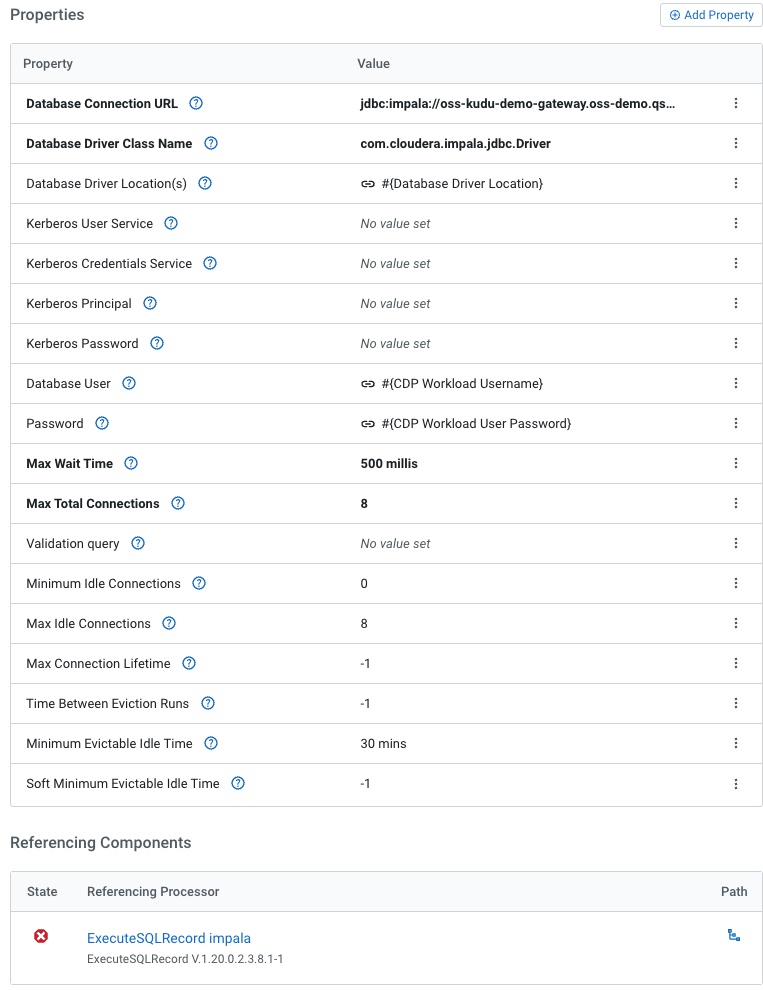 Properties
Add Property
Property Value
Database Connection URL jdbc:impala://oss-kudu-demo-gateway.oss-demo.qs...
Database Driver Class Name com.cloudera.impala.jdbc.Driver
Database Driver Location(s) #{Database Driver Location}
Kerberos User Service No value set
Kerberos Credentials Service No value set
Kerberos Principal No value set
Kerberos Password No value set
Database User #{CDP Workload Username}
Password #{CDP Workload User Password}
Max Wait Time 500 millis
Max Total Connections 8
Validation query No value set
Minimum Idle Connections 0
Max Idle Connections 8
Max Connection Lifetime -1
Time Between Eviction Runs -1
Minimum Evictable Idle Time 30 mins
Soft Minimum Evictable Idle Time -1
Referencing Components
State Referencing Processor Path
ExecuteSQLRecord impala
ExecuteSQLRecord V.1.20.0.2.3.8.1-1